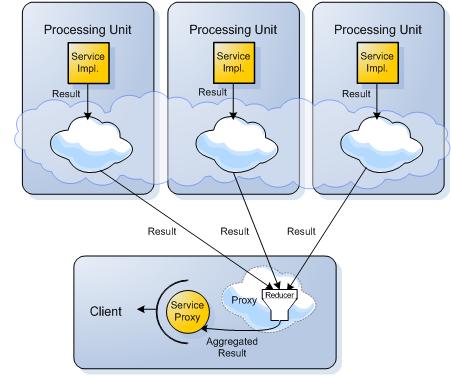 Processing Unit
Processing Unit
Processing Unit
Service
Impl.
Service
Impl.
Service
Impl.
Result
Result
Result
Result
Result
Result
Client
Service
Proxy
Proxy
Reducer
Aggregated
Result